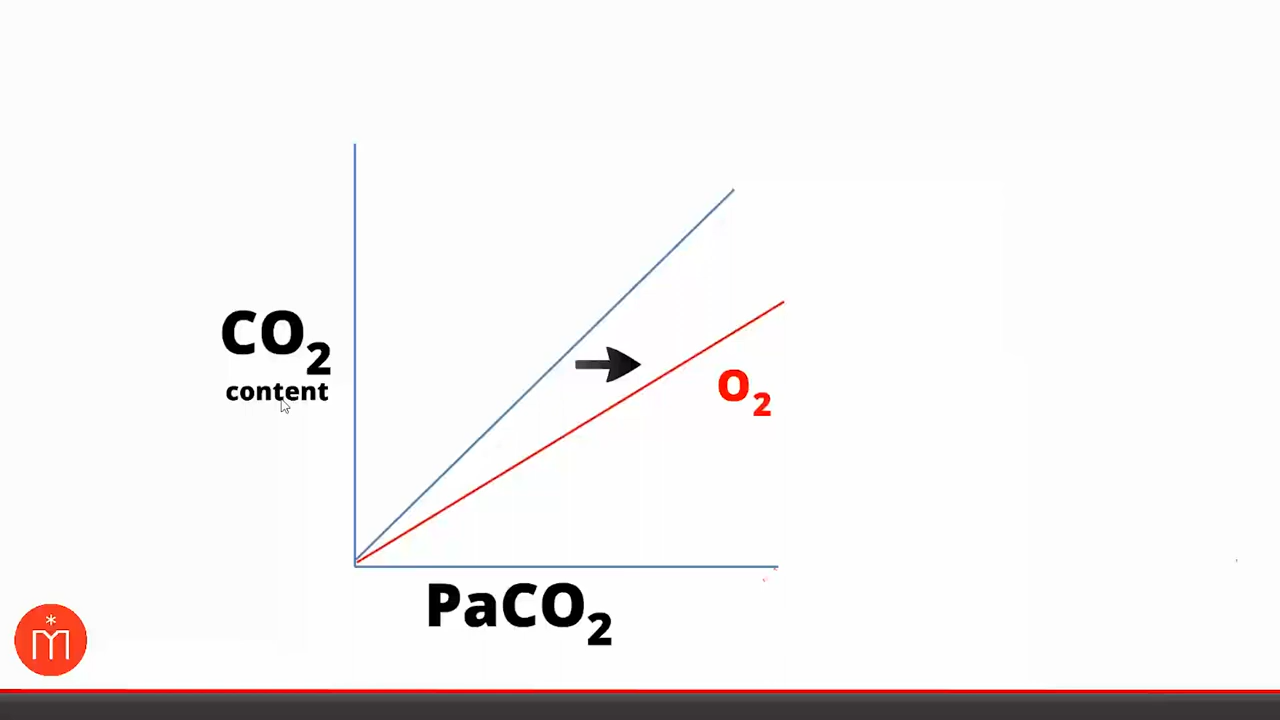 CO₂
content
O₂
PaCO₂